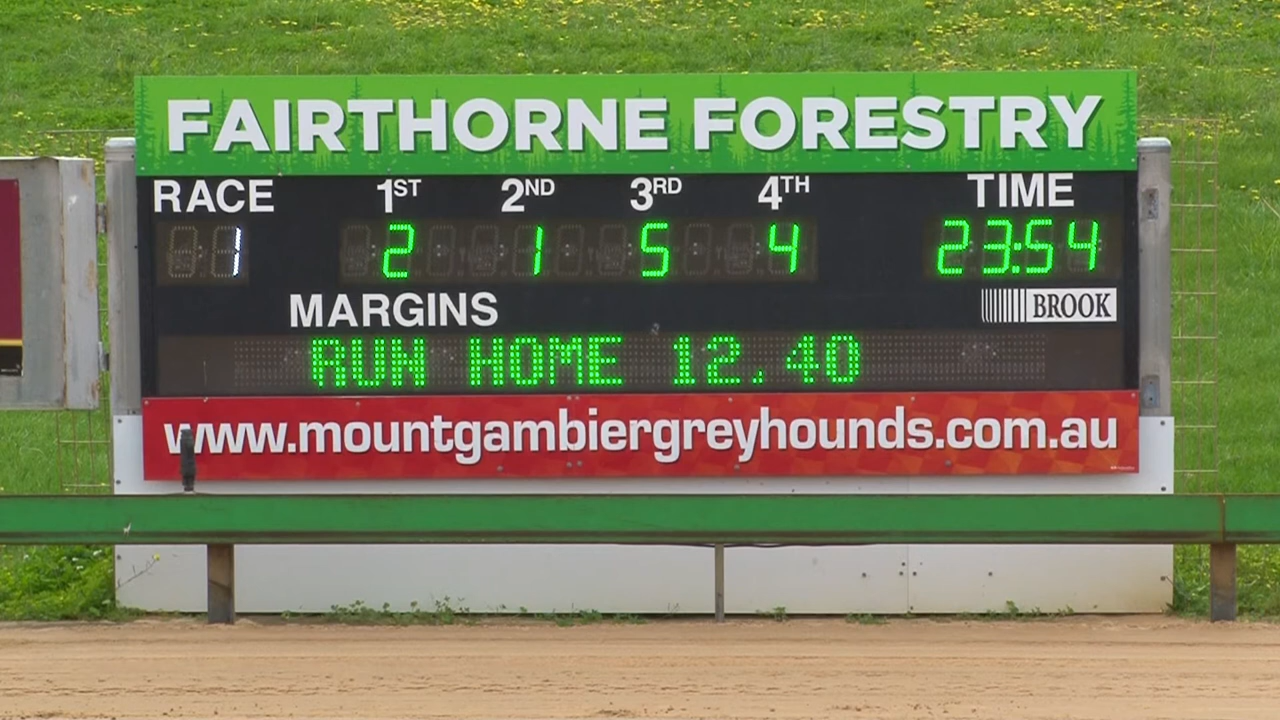 FAIRTHORNE FORESTRY
RACE 1ST 2ND 3RD 4TH TIME
1 2 1 5 4 23:54
MARGINS BROOK
RUN HOME 12.40
www.mountgambiergreyhounds.com.au